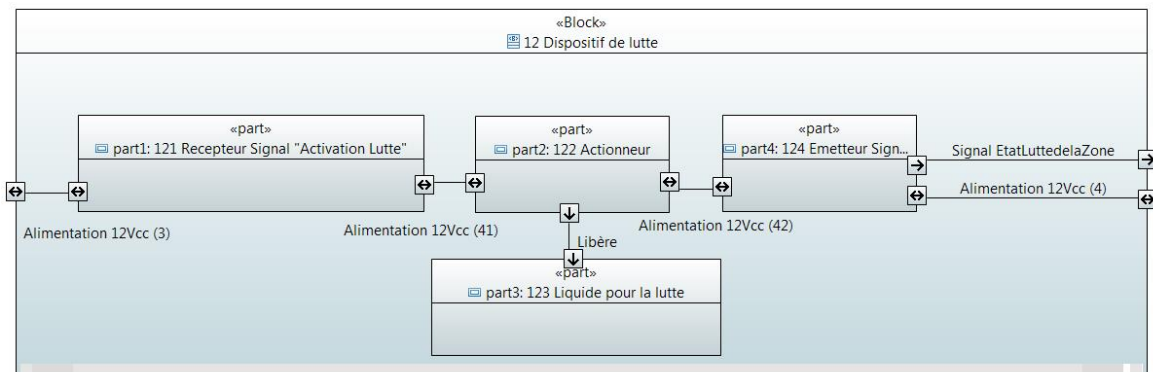 «Block»
12 Dispositif de lutte
«part»
part1: 121 Recepteur Signal "Activation Lutte"
«part»
part2: 122 Actionneur
«part»
part4: 124 Emetteur Sign...
Signal EtatLuttedelaZone
Alimentation 12Vcc (4)
Alimentation 12Vcc (3)
Alimentation 12Vcc (41)
Alimentation 12Vcc (42)
Libère
«part»
part3: 123 Liquide pour la lutte